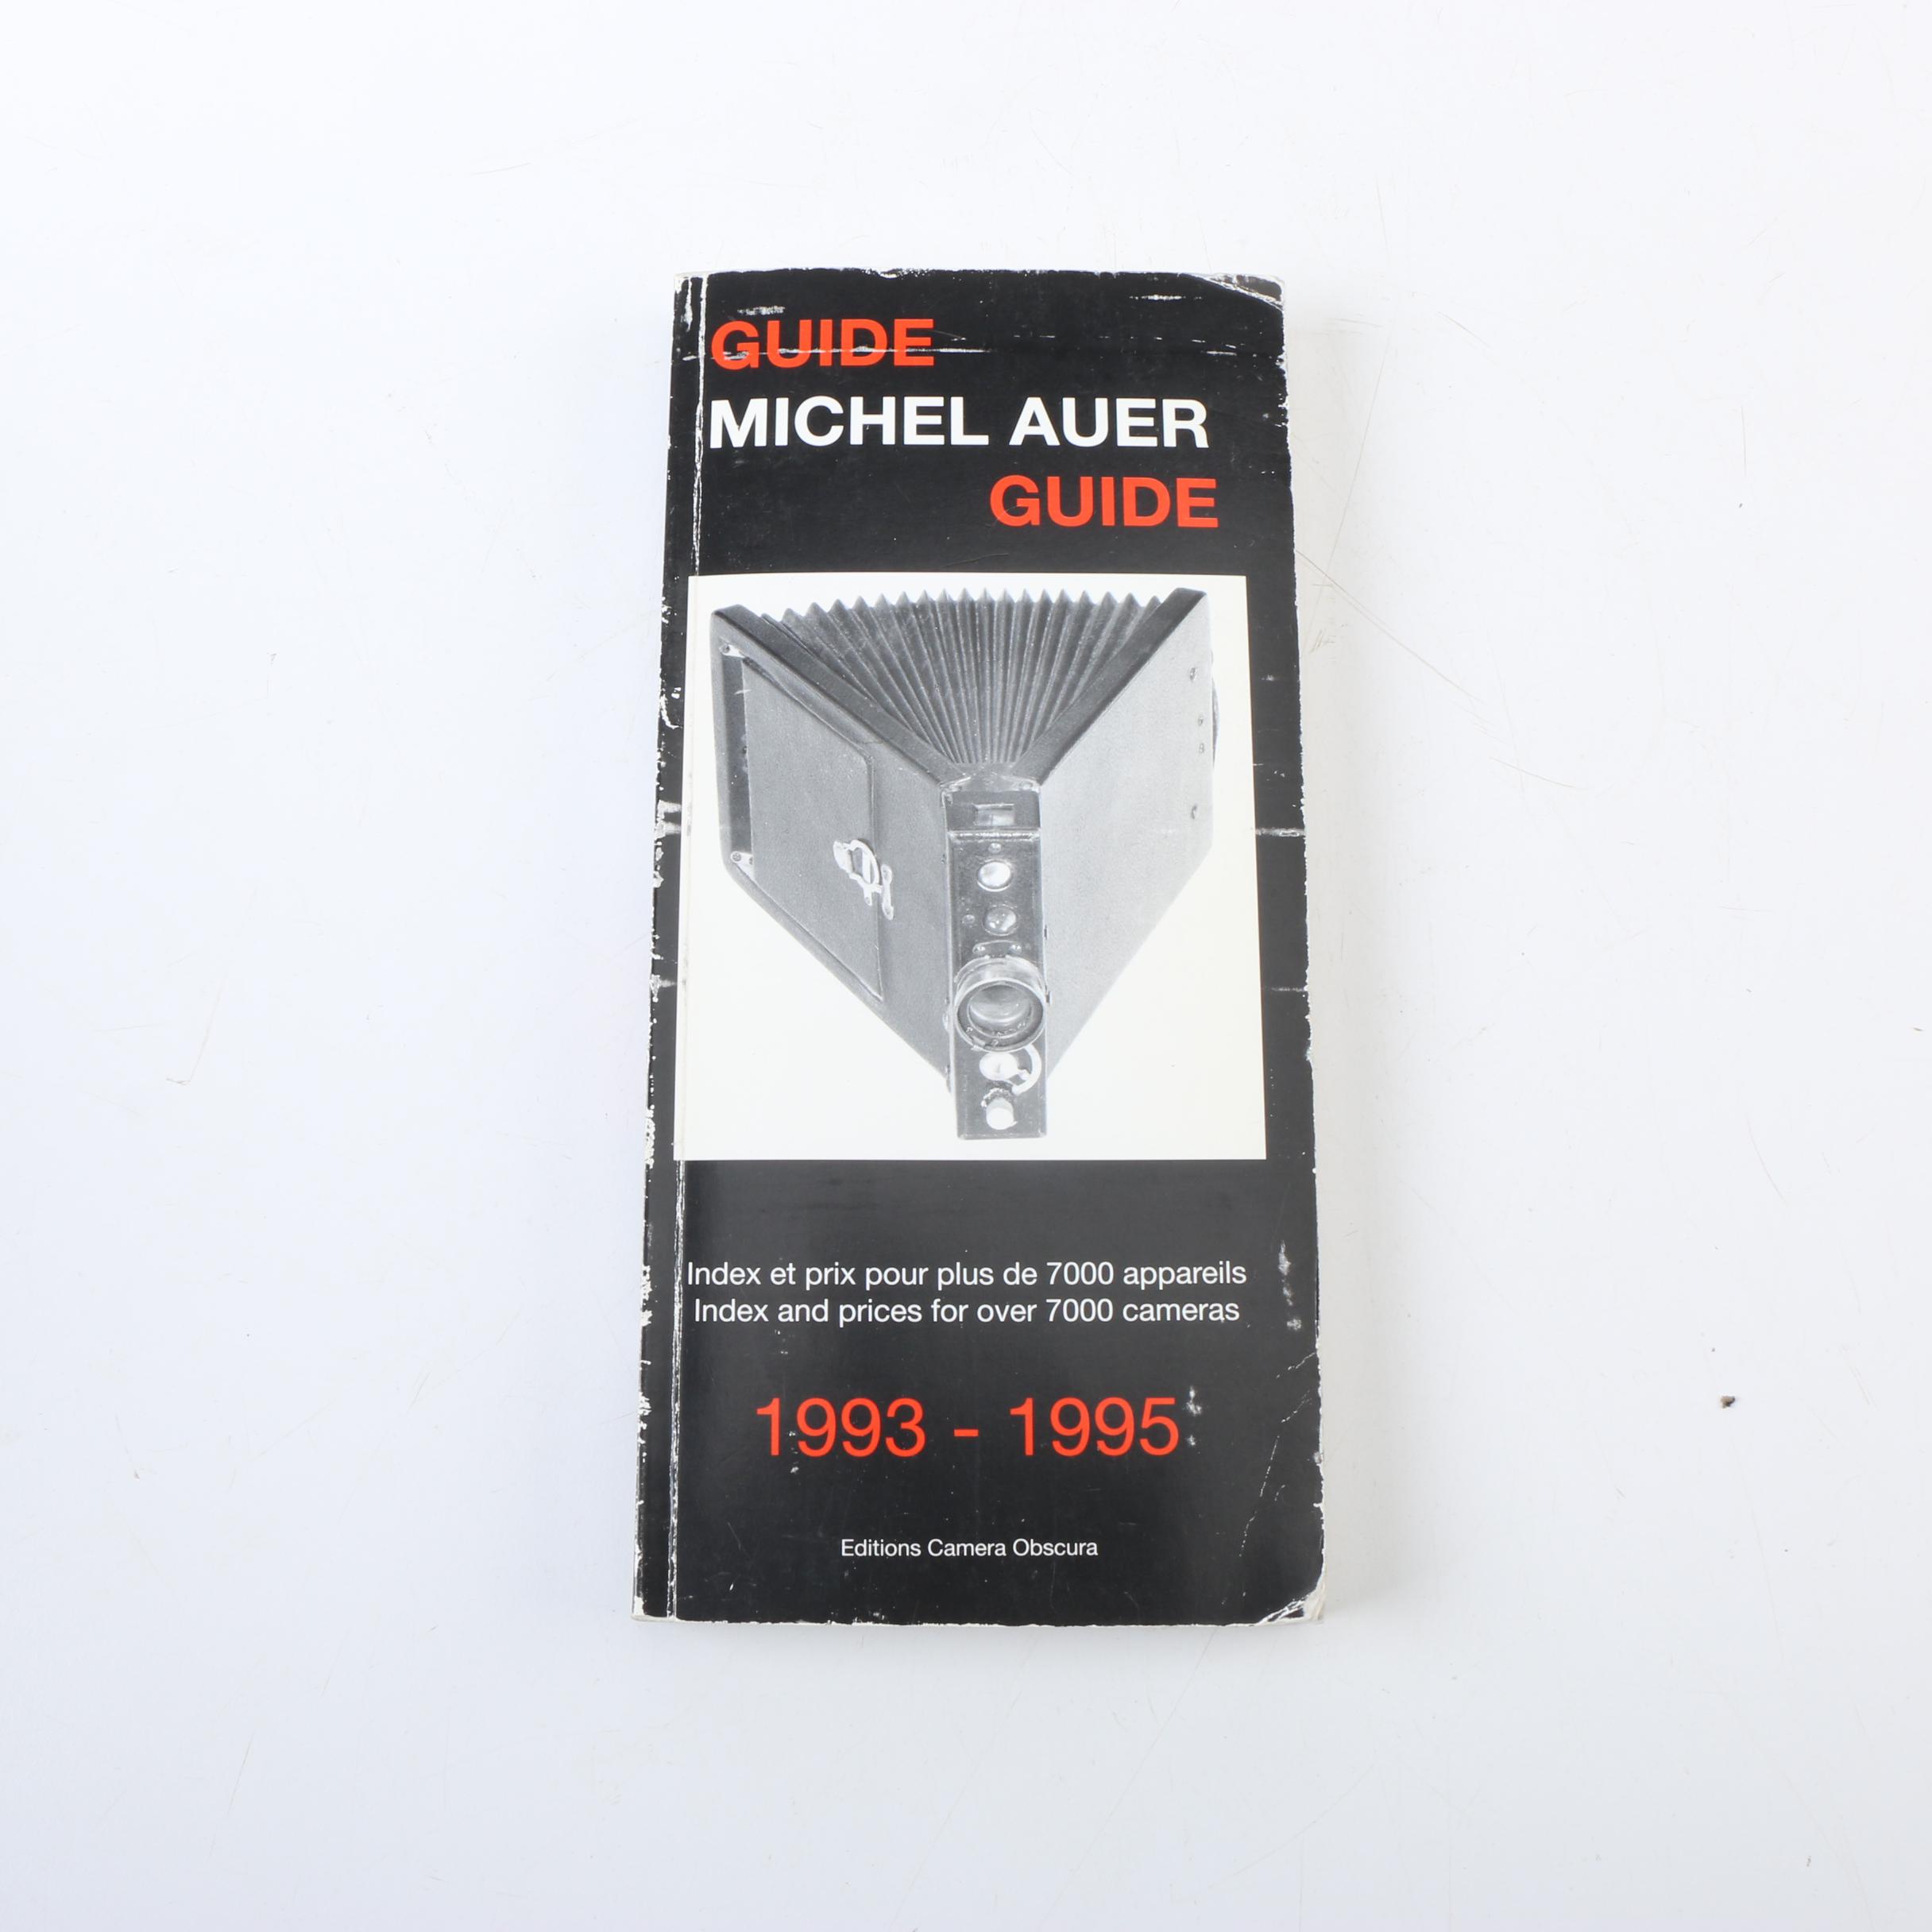 GUIDE
MICHEL AUER
GUIDE
Index et prix pour plus de 7000 appareils
Index and prices for over 7000 cameras
1993 - 1995
Editions Camera Obscura